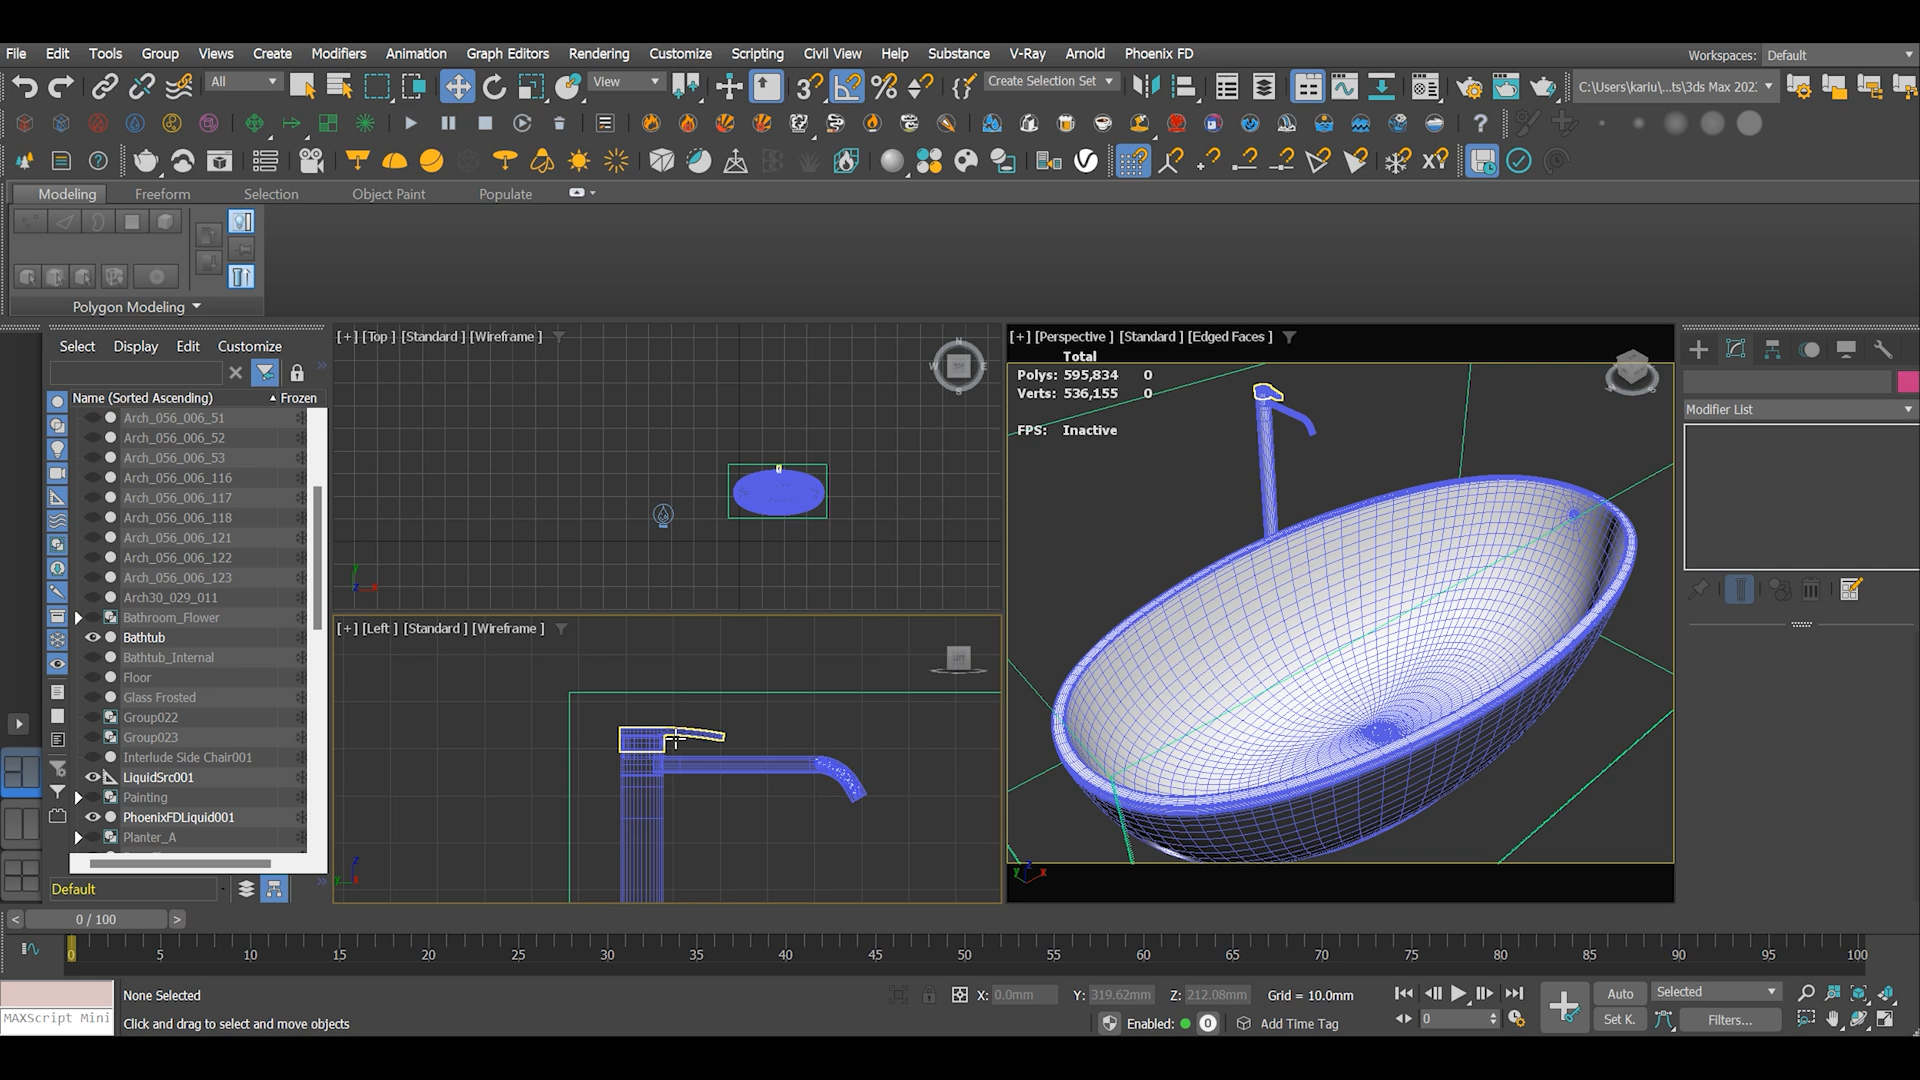 File Edit Tools Group Views Create Modifiers Animation Graph Editors Rendering Customize Scripting Civil View Help Substance V-Ray Arnold Phoenix FD Workspaces: Default
All View Create Selection Set C:\Users\kariu\...ts\3ds Max 202
XY
Modeling Freeform Selection Object Paint Populate
Polygon Modeling
Select Display Edit Customize
Name (Sorted Ascending) Frozen
Arch_056_006_51
Arch_056_006_52
Arch_056_006_53
Arch_056_006_116
Arch_056_006_117
Arch_056_006_118
Arch_056_006_121
Arch_056_006_122
Arch_056_006_123
Arch30_029_011
Bathroom_Flower
Bathtub
Bathtub_Internal
Floor
Glass Frosted
Group022
Group023
Interlude Side Chair001
LiquidSrc001
Painting
PhoenixFDLiquid001
Planter_A
Default
[+] [Top ] [Standard ] [Wireframe ]
N
W TOP E
S
y
z x
[+] [Left ] [Standard ] [Wireframe ]
LEFT
z
y x
[+] [Perspective ] [Standard ] [Edged Faces ]
Total
Polys: 595,834 0
Verts: 536,155 0
FPS: Inactive
y z x
Modifier List
< 0 / 100 >
0 5 10 15 20 25 30 35 40 45 50 55 60 65 70 75 80 85 90 95 100
None Selected
X: 0.0mm Y: 319.62mm Z: 212.08mm Grid = 10.0mm
Auto Selected
MAXScript Mini
Click and drag to select and move objects
Enabled: 0 Add Time Tag
0
Set K. Filters...